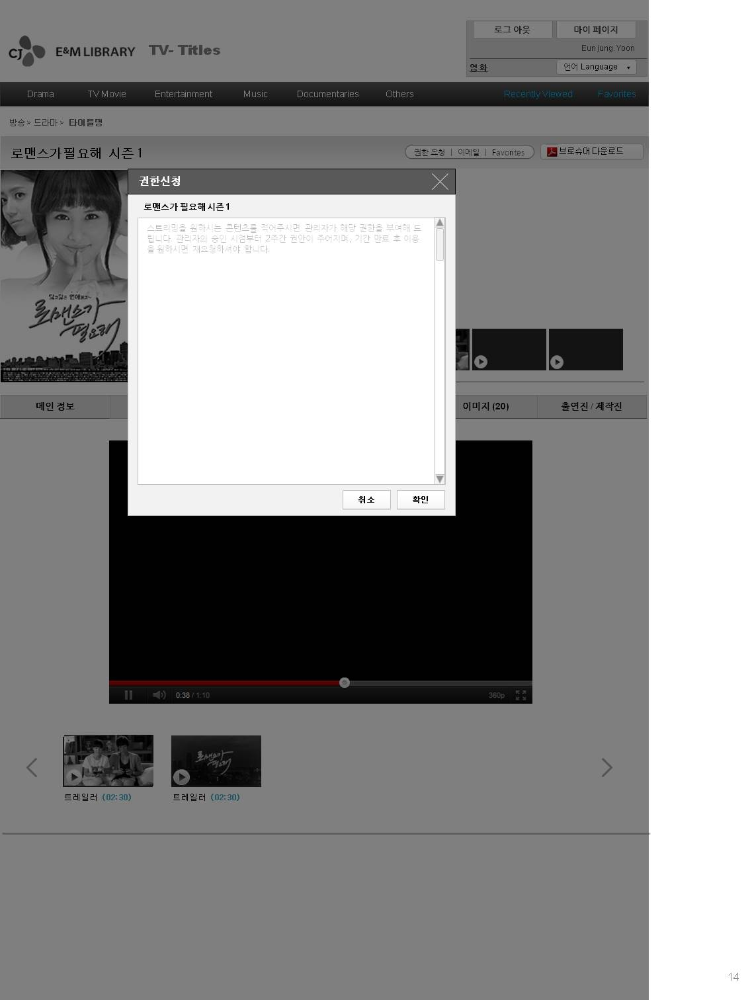 로그 아웃
마이 페이지
CJ E&M LIBRARY
TV- Titles
Eun jung. Yoon
영 화
언어 Language
Drama
TV Movie
Entertainment
Music
Documentaries
Others
Recently Viewed
Favorites
방송 > 드라마 > 타이틀명
로맨스가 필요해 시즌 1
권한 요청 | 이메일 | Favorites
브로슈어 다운로드
권한신청
로맨스가 필요해 시즌 1
스트리밍을 원하시는 콘텐츠를 적어주시면 관리자가 해당 권한을 부여해 드
립니다. 관리자의 승인 시점부터 2주간 권안이 주어지며, 기간 만료 후 이용
을 원하시면 재요청하셔야 합니다.
로맨스가
필요해
메인 정보
이미지 (20)
출연진 / 제작진
취소
확인
0:38 / 1:10
360p
로맨스가
필요해
트레일러 (02:30)
트레일러 (02:30)
14